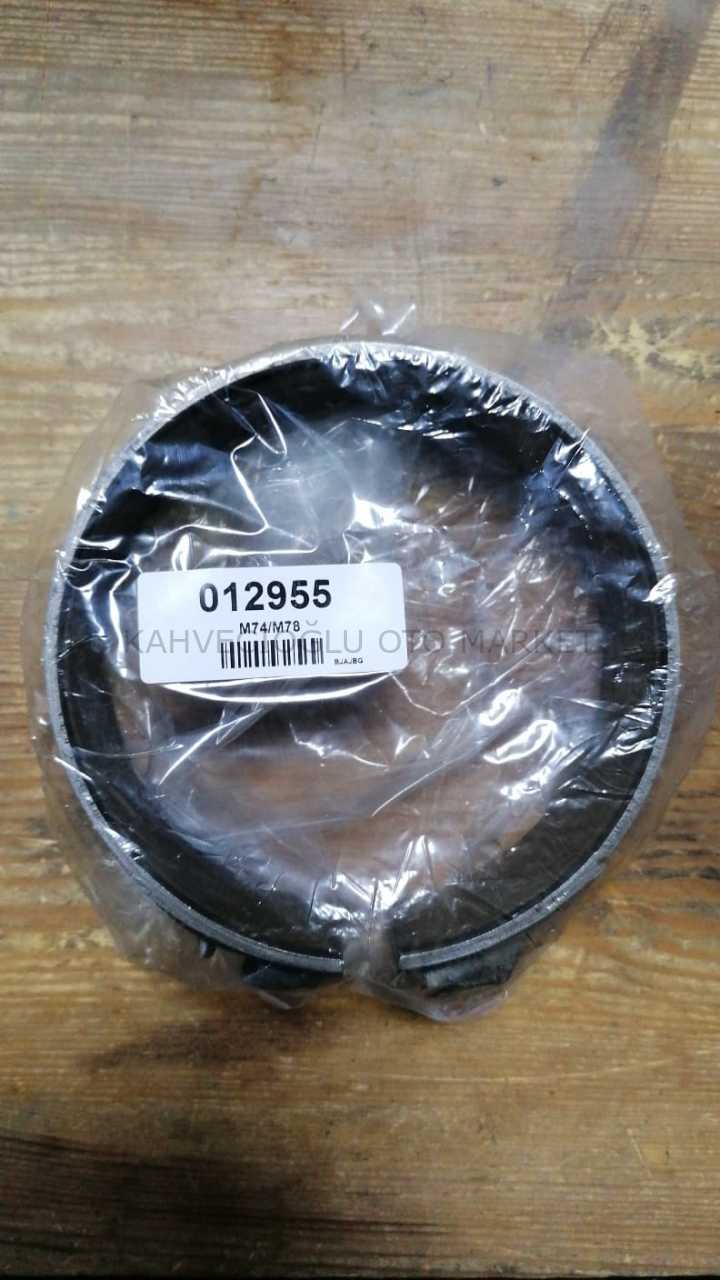 012955
M74/M78
KAHVECİOĞLU OTO MARKET
BJAJBG